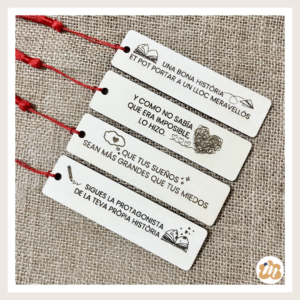 UNA BONA HISTÒRIA
ET POT PORTAR A UN LLOC MERAVELLÓS
Y COMO NO SABÍA
QUE ERA IMPOSIBLE,
LO HIZO.
QUE TUS SUEÑOS
SEAN MÁS GRANDES QUE TUS MIEDOS
SIGUES LA PROTAGONISTA
DE LA TEVA PRÒPIA HISTÒRIA